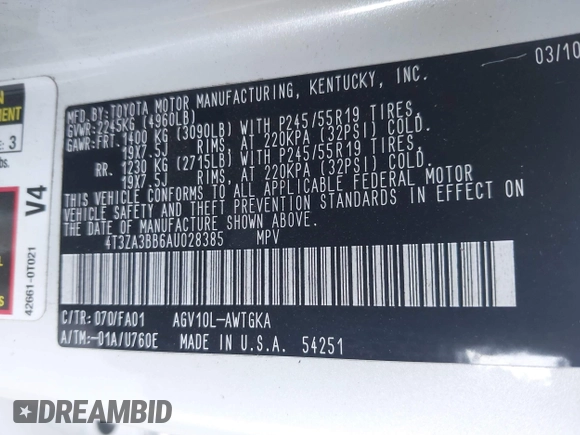 03/10
MFD.BY:TOYOTA MOTOR MANUFACTURING, KENTUCKY, INC.
GVWR:2245KG (4960LB)
GAWR:FRT. 1400 KG (3090LB) WITH P245/55R19 TIRES,
19X7.5J RIMS, AT 220KPA (32PSI) COLD.
RR. 1230 KG (2715LB) WITH P245/55R19 TIRES,
19X7.5J RIMS, AT 220KPA (32PSI) COLD.
THIS VEHICLE CONFORMS TO ALL APPLICABLE FEDERAL MOTOR
VEHICLE SAFETY AND THEFT PREVENTION STANDARDS IN EFFECT ON
THE DATE OF MANUFACTURE SHOWN ABOVE.
4T3ZA3BB6AU028385 MPV
C/TR: 070/FA01 AGV10L-AWTGKA
A/TM:-01A/U760E MADE IN U.S.A. 54251
3
lbs.
V4
42661-0T021
DREAMBID